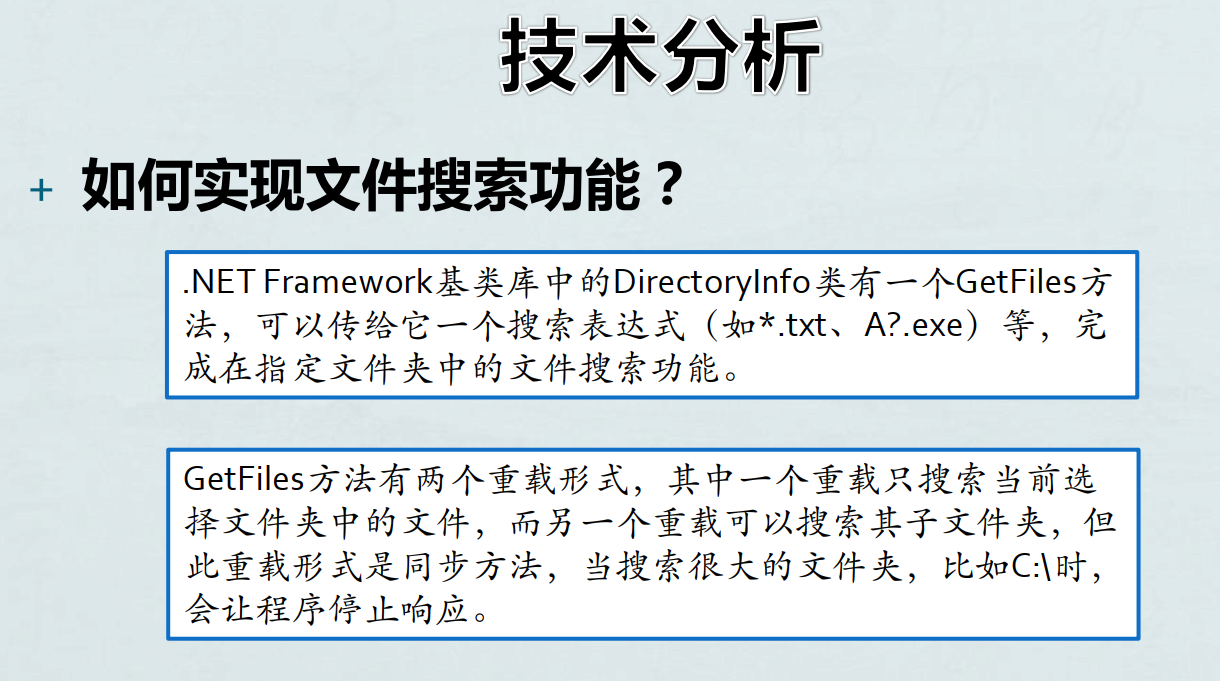 技术分析
+ 如何实现文件搜索功能？
.NET Framework基类库中的DirectoryInfo类有一个GetFiles方
法，可以传给它一个搜索表达式（如*.txt、A?.exe）等，完
成在指定文件夹中的文件搜索功能。
GetFiles方法有两个重载形式，其中一个重载只搜索当前选
择文件夹中的文件，而另一个重载可以搜索其子文件夹，但
此重载形式是同步方法，当搜索很大的文件夹，比如C:\时，
会让程序停止响应。